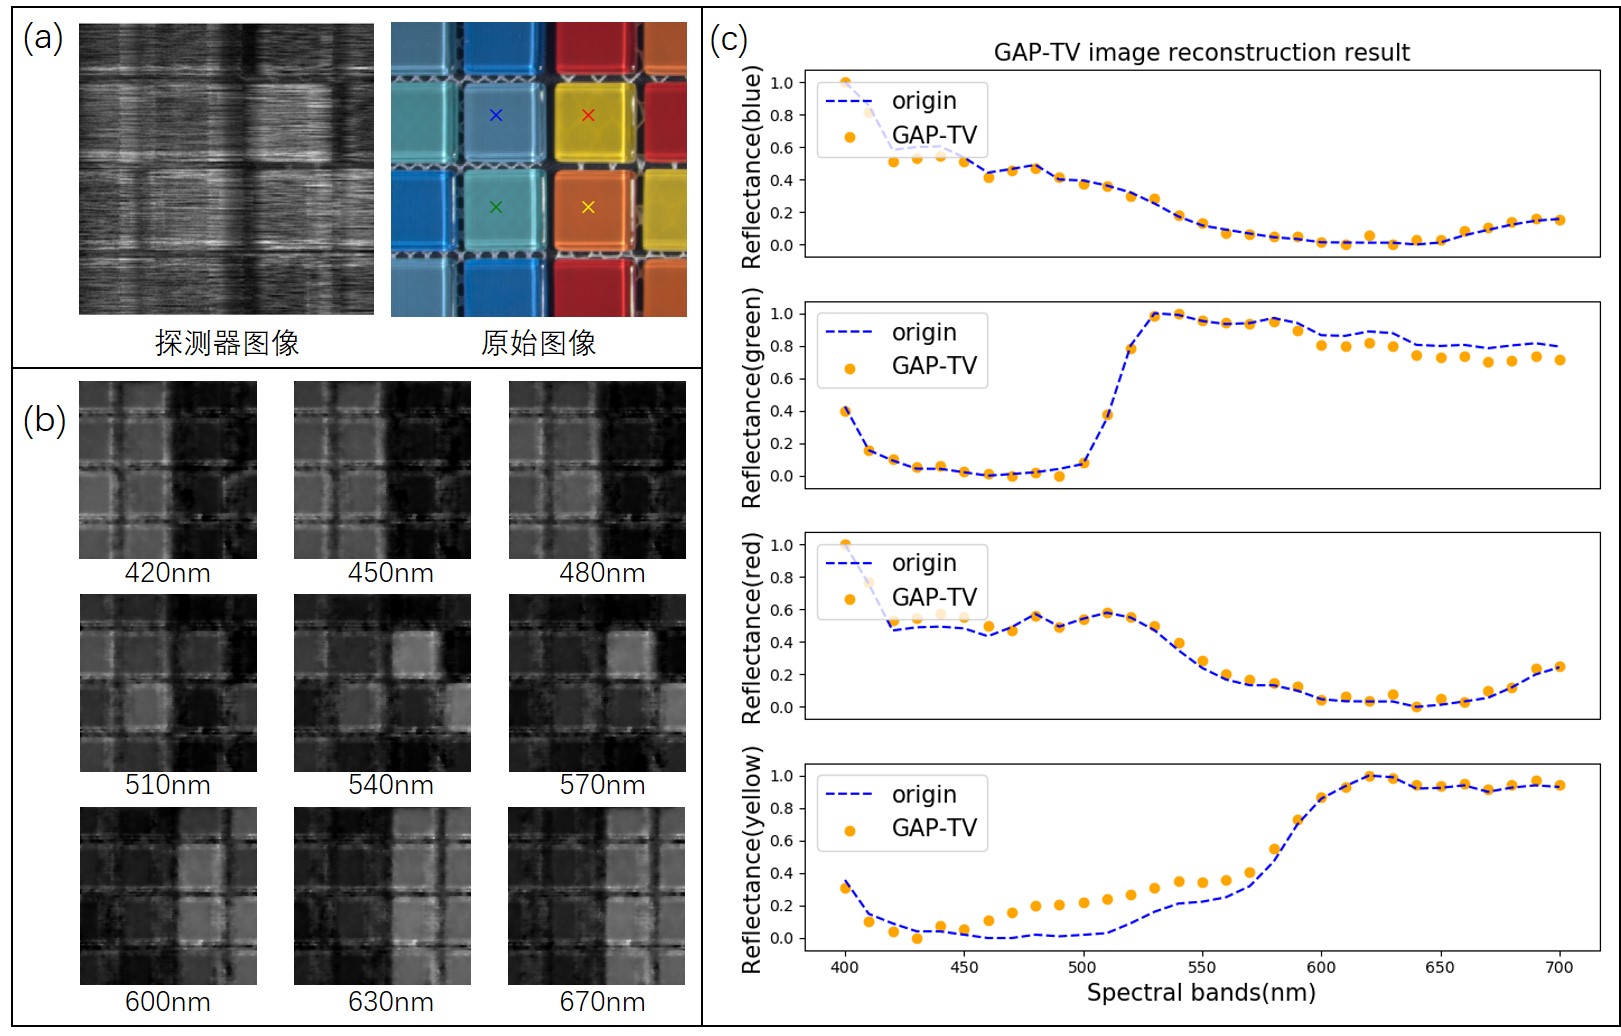 (a)
探测器图像
原始图像
(b)
420nm
450nm
480nm
510nm
540nm
570nm
600nm
630nm
670nm
(c)
GAP-TV image reconstruction result
Reflectance(blue)
1.0
0.8
0.6
0.4
0.2
0.0
origin
GAP-TV
Reflectance(green)
1.0
0.8
0.6
0.4
0.2
0.0
origin
GAP-TV
Reflectance(red)
1.0
0.8
0.6
0.4
0.2
0.0
origin
GAP-TV
Reflectance(yellow)
1.0
0.8
0.6
0.4
0.2
0.0
origin
GAP-TV
400 450 500 550 600 650 700
Spectral bands(nm)